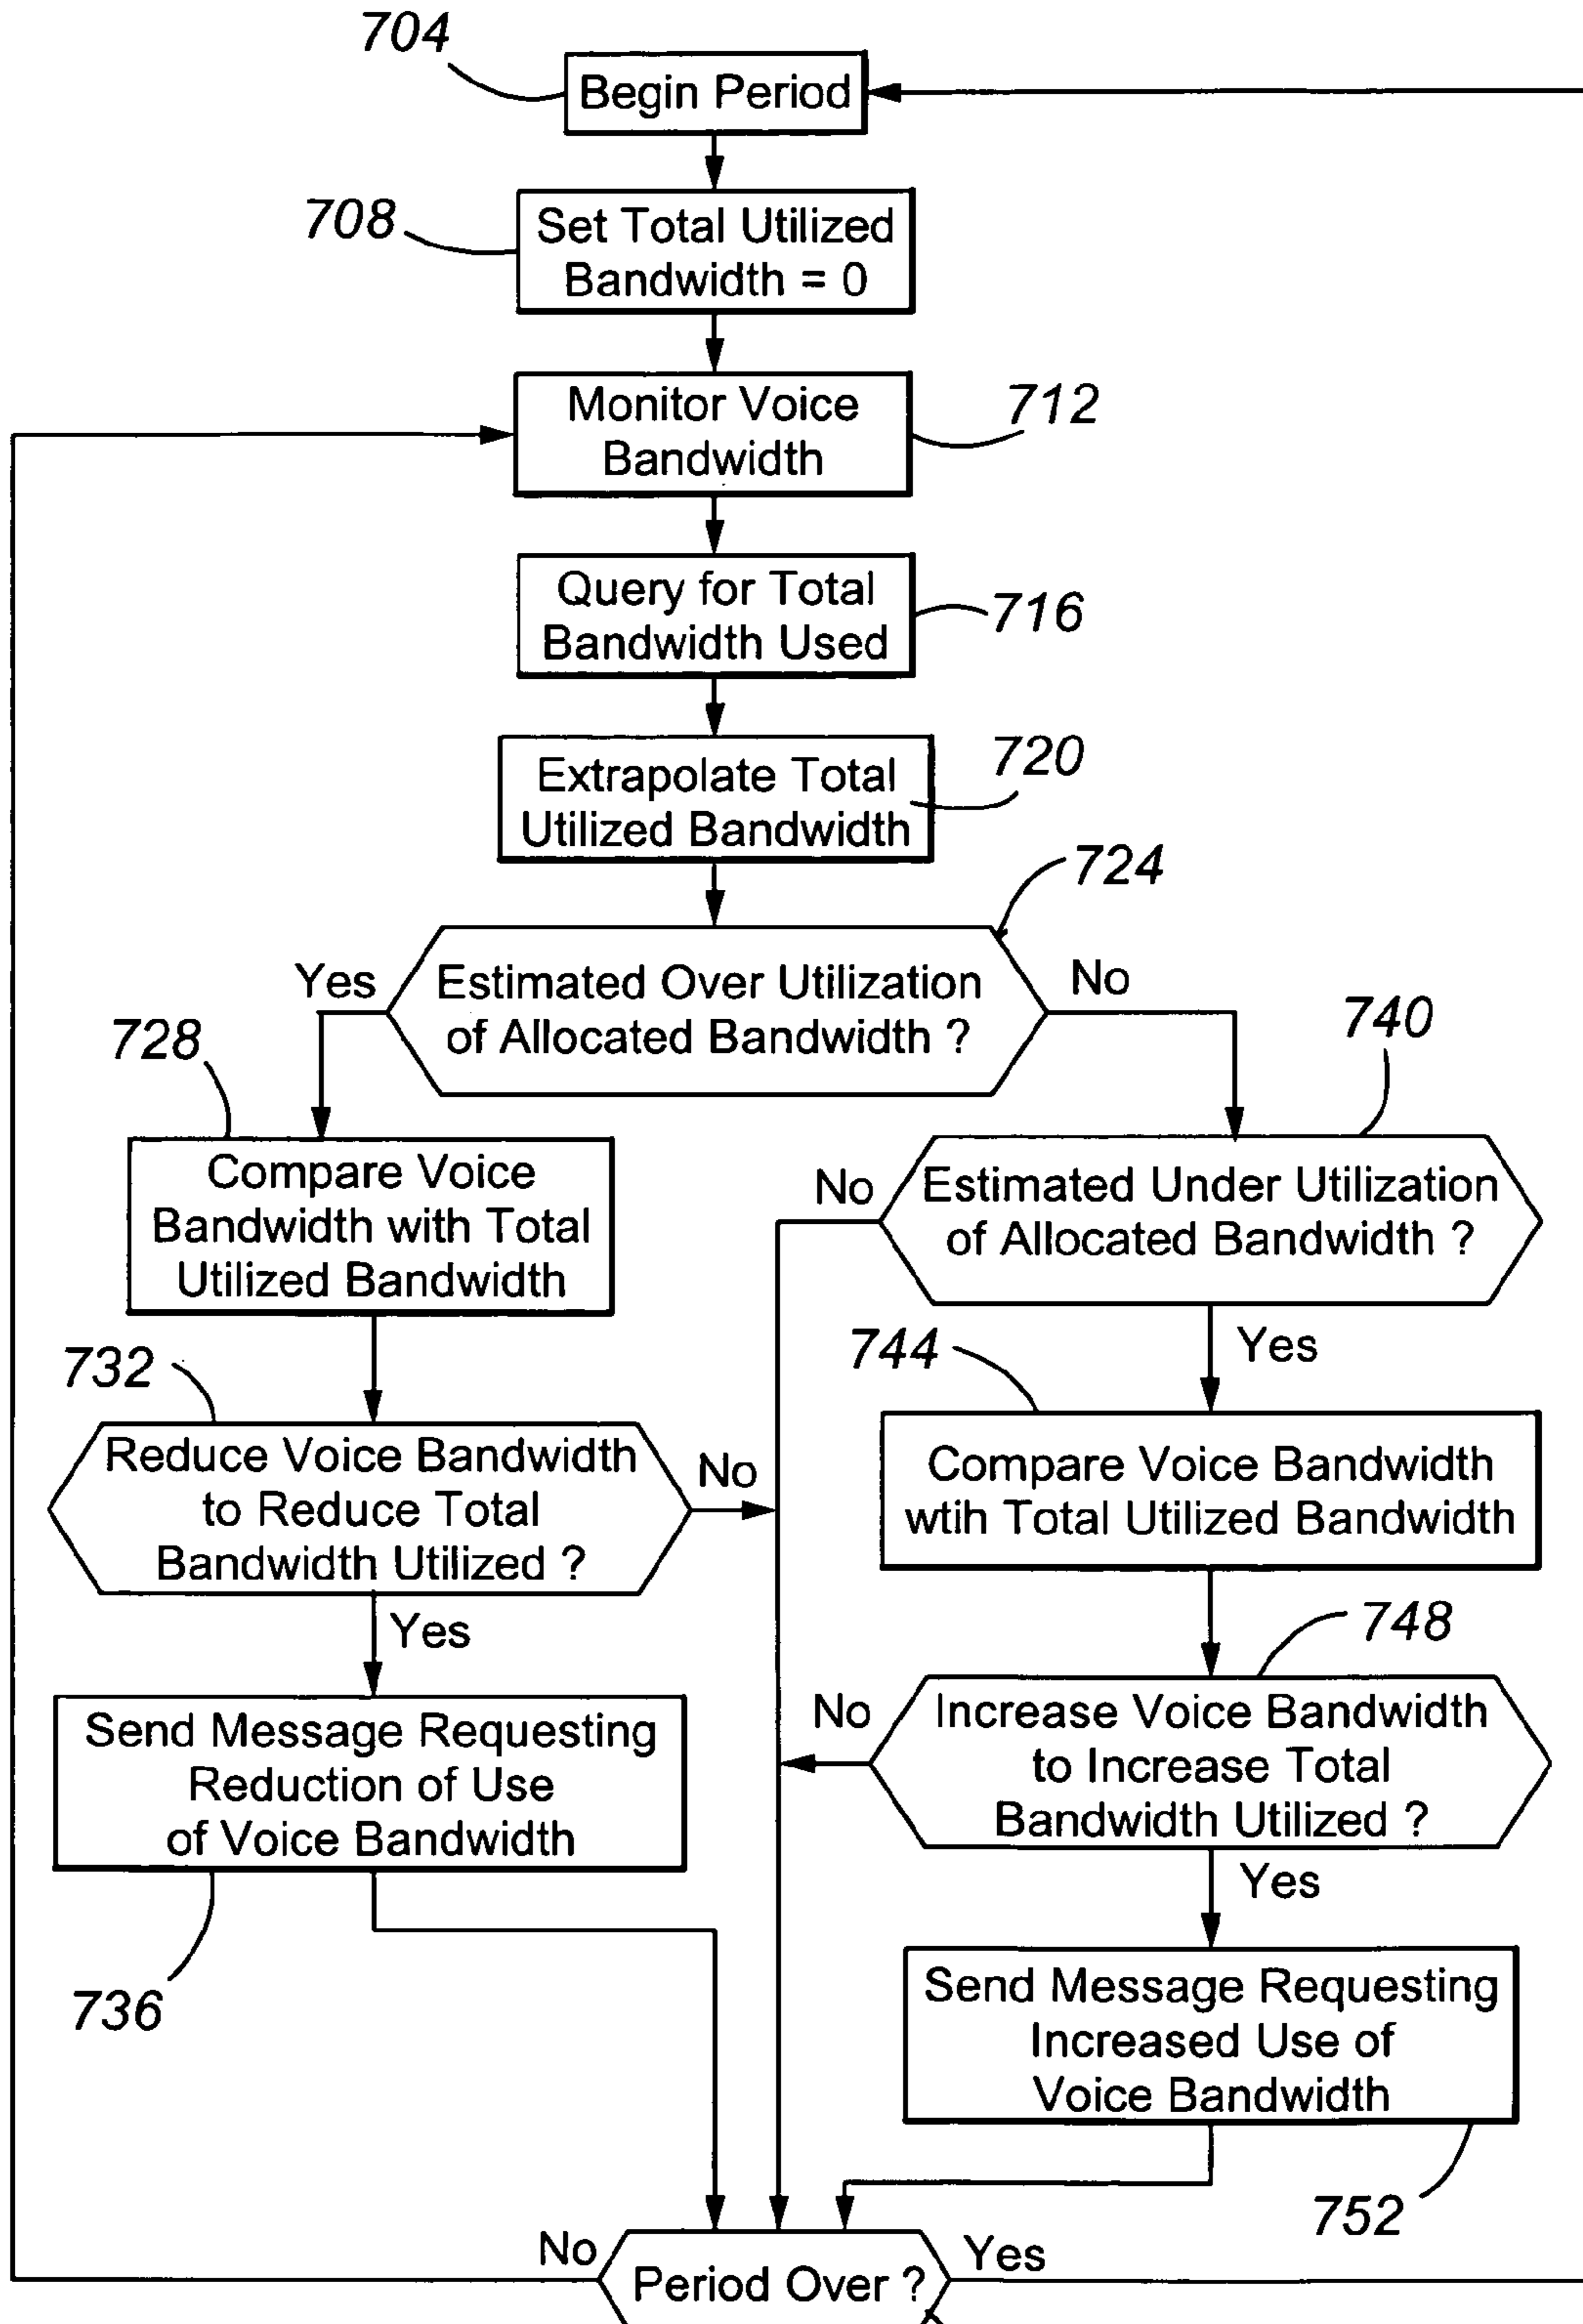 704
Begin Period
708
Set Total Utilized
Bandwidth = 0
Monitor Voice
Bandwidth
712
Query for Total
Bandwidth Used
716
Extrapolate Total
Utilized Bandwidth
720
724
Yes
Estimated Over Utilization
of Allocated Bandwidth ?
No
728
Compare Voice
Bandwidth with Total
Utilized Bandwidth
740
No
Estimated Under Utilization
of Allocated Bandwidth ?
Yes
732
Reduce Voice Bandwidth
to Reduce Total
Bandwidth Utilized ?
No
Yes
744
Compare Voice Bandwidth
wtih Total Utilized Bandwidth
748
No
Increase Voice Bandwidth
to Increase Total
Bandwidth Utilized ?
Yes
Send Message Requesting
Reduction of Use
of Voice Bandwidth
736
Send Message Requesting
Increased Use of
Voice Bandwidth
752
No
Period Over ?
Yes